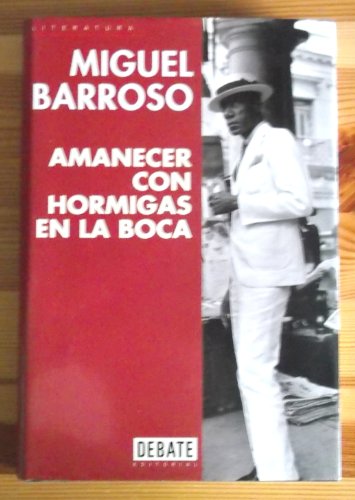 LITERATURA
MIGUEL
BARROSO
AMANECER
CON
HORMIGAS
EN LA BOCA
DEBATE
EDITORIAL